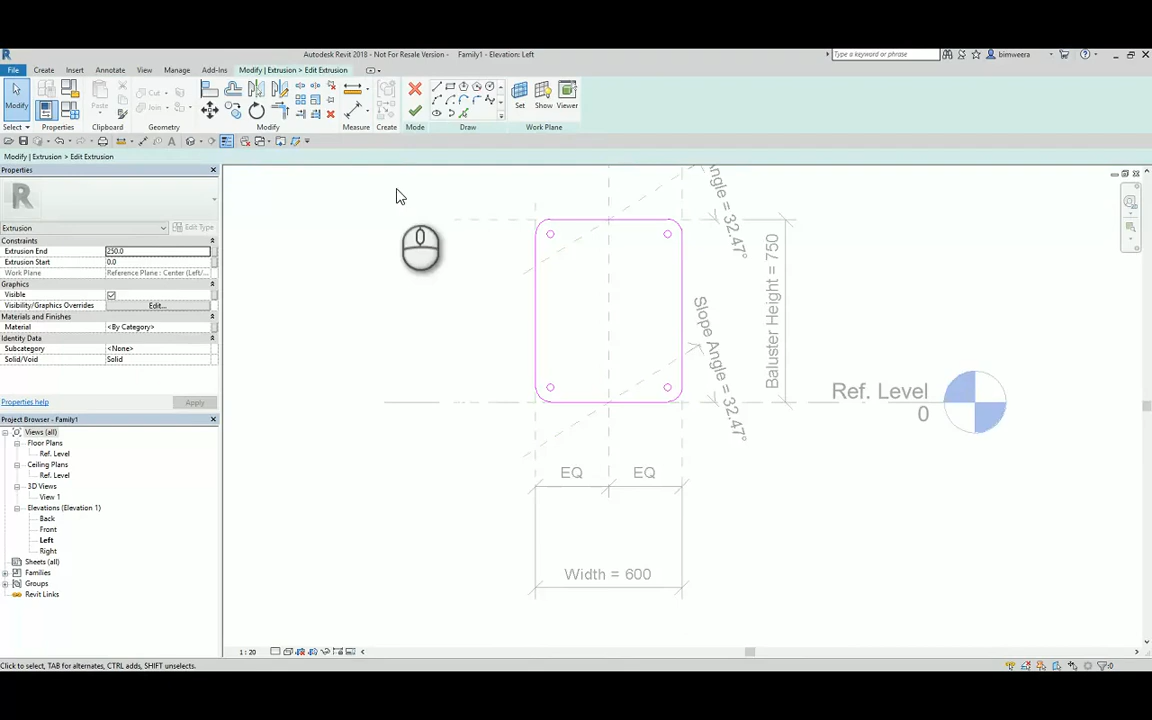 Autodesk Revit 2018 - Not For Resale Version - Family1 - Elevation: Left
Type a keyword or phrase
bimweera
File Create Insert Annotate View Manage Add-Ins Modify | Extrusion > Edit Extrusion
Modify
Paste
Cut
Join
Set Show Viewer
Select Properties Clipboard Geometry Modify Measure Create Mode Draw Work Plane
Modify | Extrusion > Edit Extrusion
Properties
Extrusion
Edit Type
Constraints
Extrusion End 250.0
Extrusion Start 0.0
Work Plane Reference Plane : Center (Left/...
Graphics
Visible
Visibility/Graphics Overrides Edit...
Materials and Finishes
Material <By Category>
Identity Data
Subcategory <None>
Solid/Void Solid
Properties help
Apply
Project Browser - Family1
Views (all)
Floor Plans
Ref. Level
Ceiling Plans
Ref. Level
3D Views
View 1
Elevations (Elevation 1)
Back
Front
Left
Right
Sheets (all)
Families
Groups
Revit Links
Angle = 32.47°
Slope Angle = 32.47°
Baluster Height = 750
Ref. Level
0
EQ EQ
Width = 600
1 : 20
Click to select, TAB for alternates, CTRL adds, SHIFT unselects.
:0